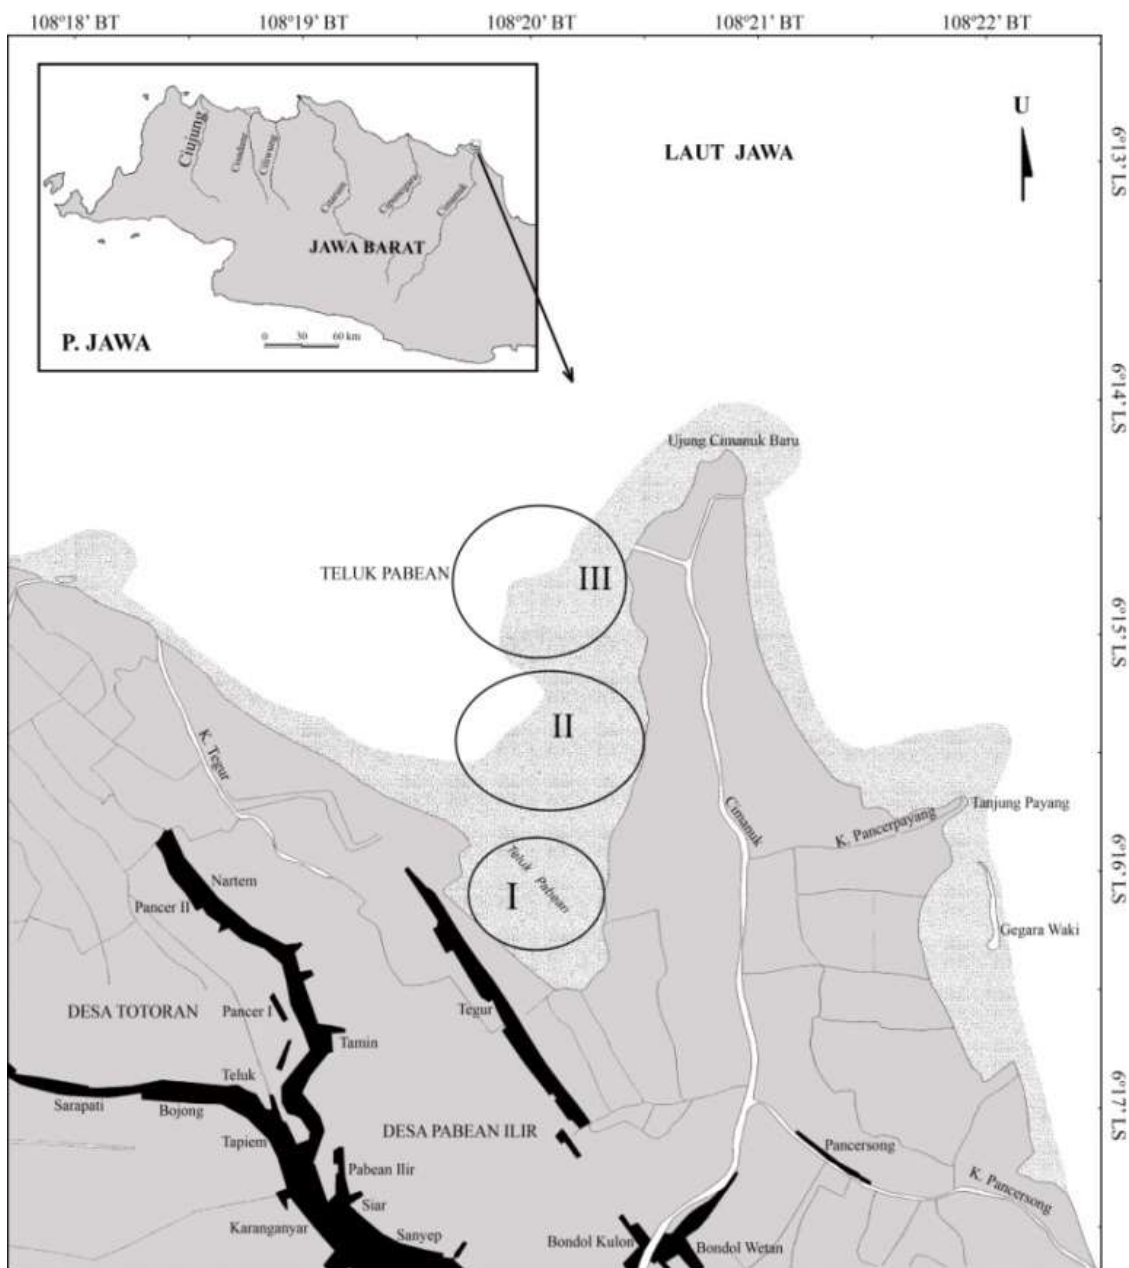 108°18' BT
108°19' BT
108°20' BT
108°21' BT
108°22' BT
U
LAUT JAWA
6°13' LS
Ciujung
Ciliwung
Citarum
Cipunegara
Cimanuk
JAWA BARAT
0 30 60 km
P. JAWA
6°14' LS
Ujung Cimanuk Baru
TELUK PABEAN
III
6°15' LS
II
K. Tegur
Cimanuk
Tanjung Payang
K. Pancerpayang
6°16' LS
Teluk Pabean
I
Nartem
Pancer II
Gegara Waki
DESA TOTORAN
Pancer I
Tegur
Tamin
Teluk
6°17' LS
Sarapati
Bojong
Tapiem
DESA PABEAN ILIR
Pancersong
Pabean Ilir
K. Pancersong
Siar
Karanganyar
Sanyep
Bondol Kulon
Bondol Wetan